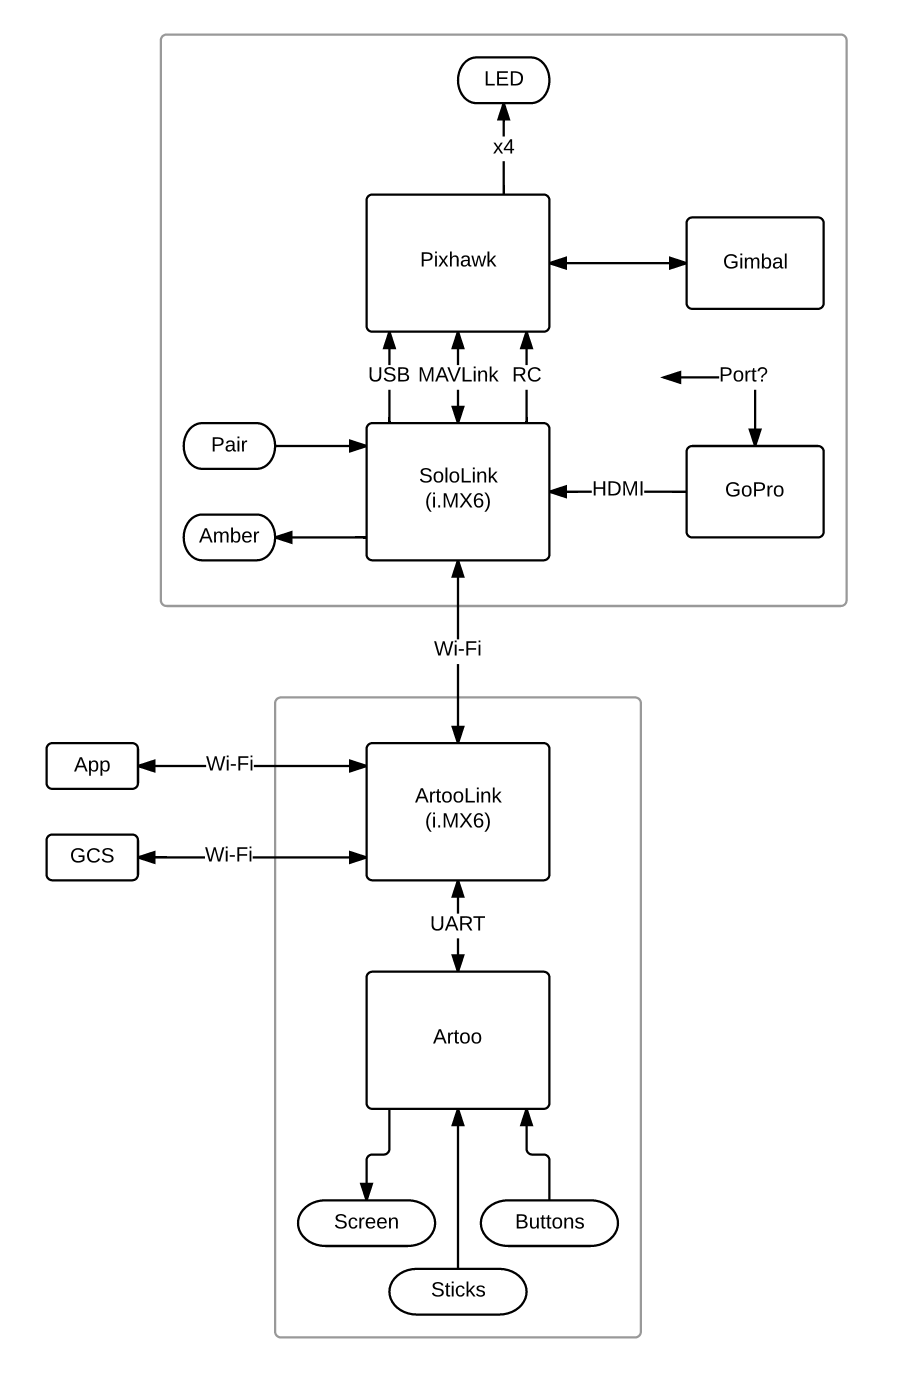 LED
x4
Pixhawk
Gimbal
USB MAVLink RC
Port?
Pair
SoloLink
(i.MX6)
HDMI
GoPro
Amber
Wi-Fi
App
Wi-Fi
ArtooLink
(i.MX6)
GCS
Wi-Fi
UART
Artoo
Screen
Buttons
Sticks